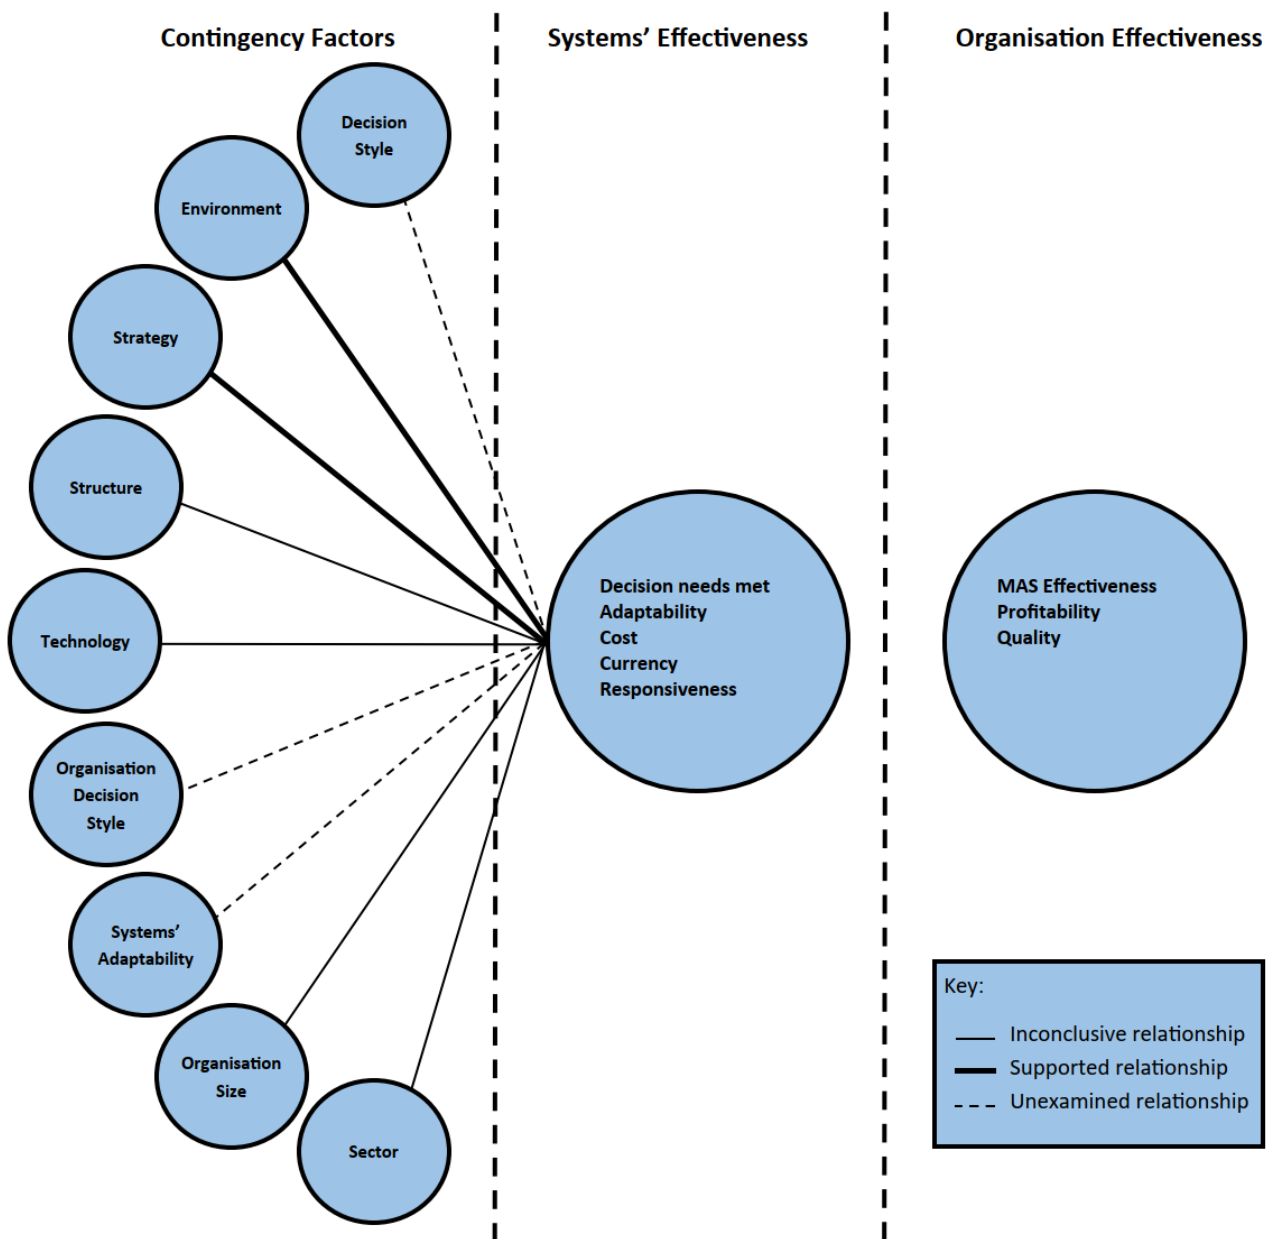 Contingency Factors
Systems’ Effectiveness
Organisation Effectiveness
Decision
Style
Environment
Strategy
Structure
Technology
Organisation
Decision
Style
Systems’
Adaptability
Organisation
Size
Sector
Decision needs met
Adaptability
Cost
Currency
Responsiveness
MAS Effectiveness
Profitability
Quality
Key:
Inconclusive relationship
Supported relationship
Unexamined relationship